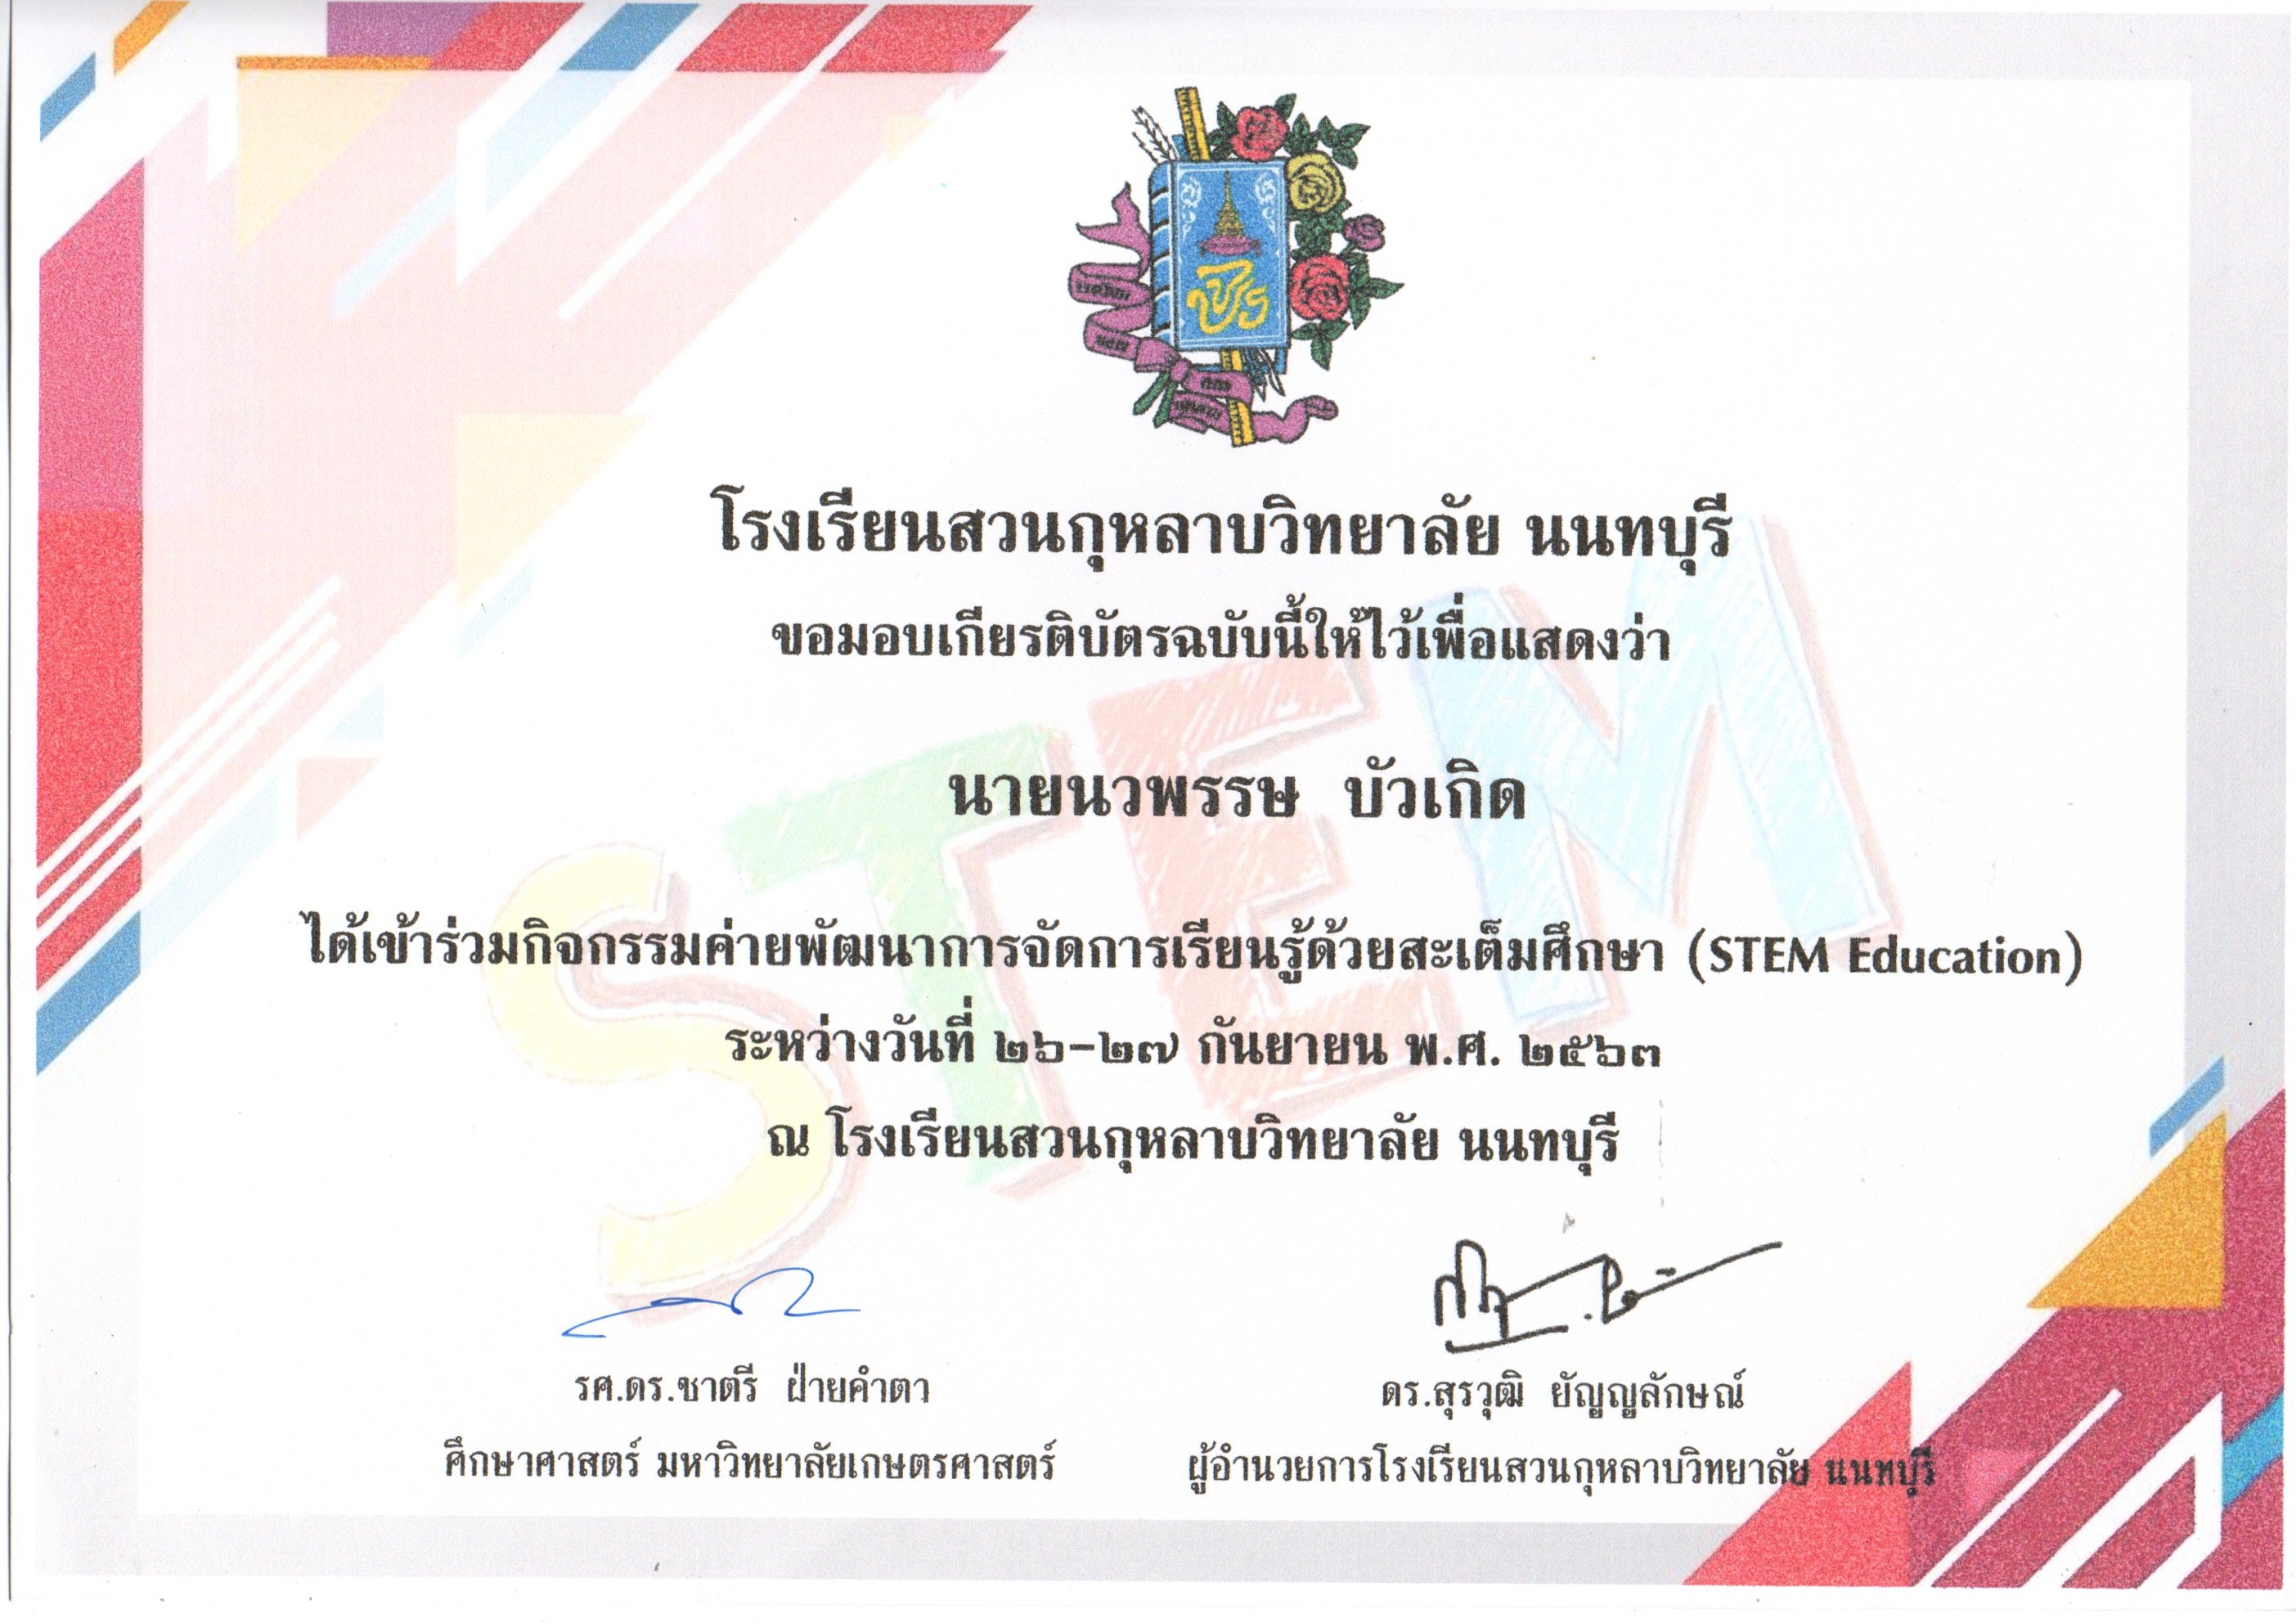 โรงเรียนสวนกุหลาบวิทยาลัย นนทบุรี
ขอมอบเกียรติบัตรฉบับนี้ให้ไว้เพื่อแสดงว่า
นายนวพรรษ บัวเกิด
ได้เข้าร่วมกิจกรรมค่ายพัฒนาการจัดการเรียนรู้ด้วยสะเต็มศึกษา (STEM Education)
ระหว่างวันที่ ๒๖-๒๗ กันยายน พ.ศ. ๒๕๖๓
ณ โรงเรียนสวนกุหลาบวิทยาลัย นนทบุรี
STEM
รศ.ดร.ชาตรี ฝ่ายคำตา
ศึกษาศาสตร์ มหาวิทยาลัยเกษตรศาสตร์
ดร.สุรวุฒิ ยัญญลักษณ์
ผู้อำนวยการโรงเรียนสวนกุหลาบวิทยาลัย นนทบุรี